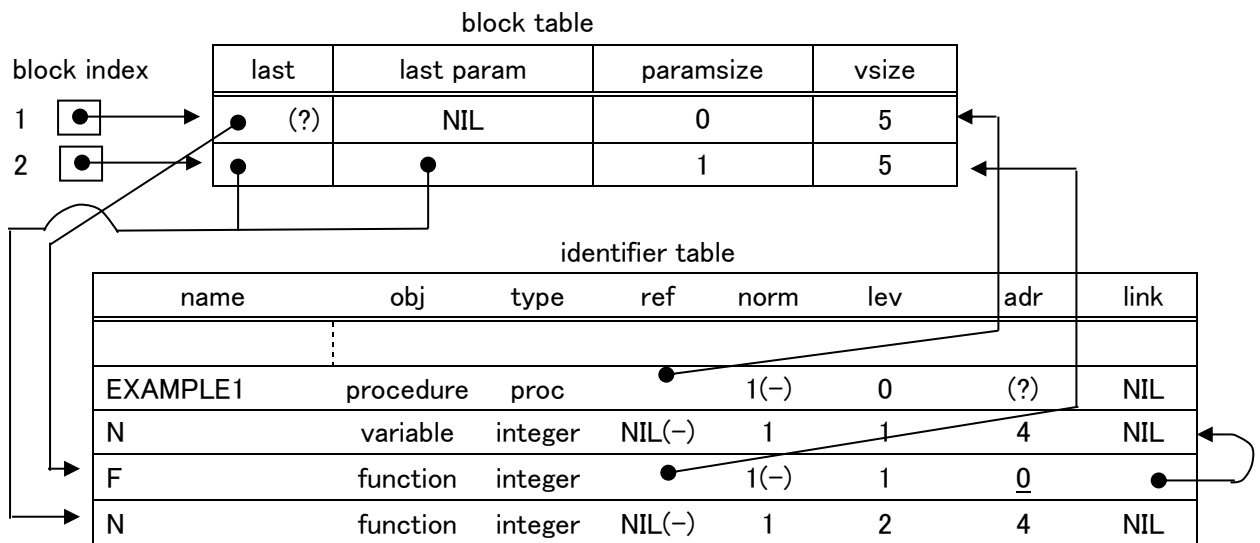 block table
block index last last param paramsize vsize
1 (?) NIL 0 5
2 1 5
identifier table
name obj type ref norm lev adr link
EXAMPLE1 procedure proc 1(-) 0 (?) NIL
N variable integer NIL(-) 1 1 4 NIL
F function integer 1(-) 1 0
N function integer NIL(-) 1 2 4 NIL